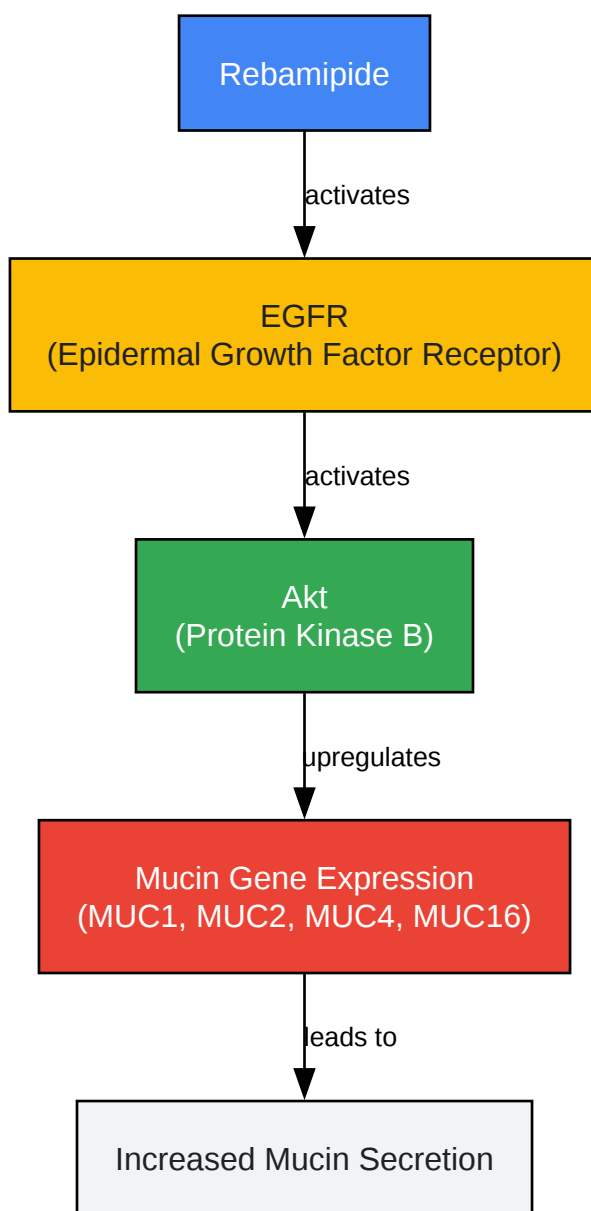 Rebamipide
activates
EGFR
(Epidermal Growth Factor Receptor)
activates
Akt
(Protein Kinase B)
upregulates
Mucin Gene Expression
(MUC1, MUC2, MUC4, MUC16)
leads to
Increased Mucin Secretion